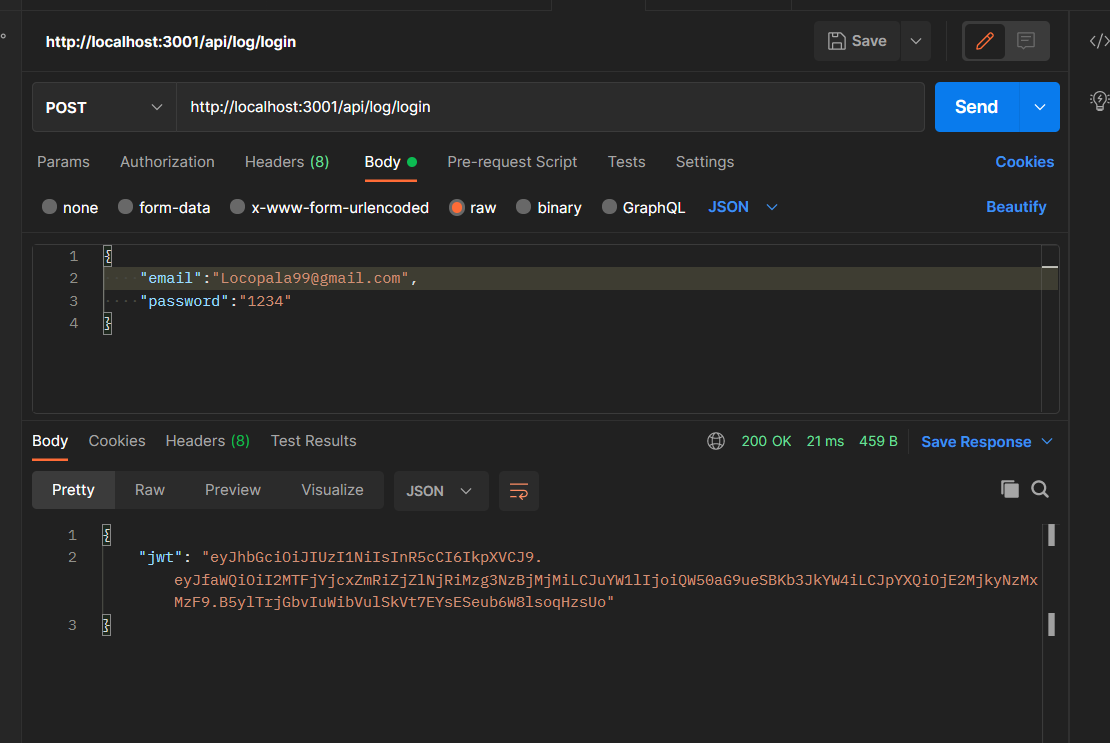 http://localhost:3001/api/log/login
Save
POST
http://localhost:3001/api/log/login
Send
Params Authorization Headers (8) Body Pre-request Script Tests Settings Cookies
none form-data x-www-form-urlencoded raw binary GraphQL JSON Beautify
1 {
2 "email":"Locopala99@gmail.com",
3 "password":"1234"
4 }
Body Cookies Headers (8) Test Results 200 OK 21 ms 459 B Save Response
Pretty Raw Preview Visualize JSON
1 {
2 "jwt": "eyJhbGciOiJIUzI1NiIsInR5cCI6IkpXVCJ9.
eyJfaWQiOiI2MTFjYjcxZmRiZjZlNjRiMzg3NzBjMjMiLCJuYW1lIjoiQW50aG9ueSBKb3JkYW4iLCJpYXQiOjE2MjkyNzMx
MzF9.B5ylTrjGbvIuWibVulSkVt7EYsESeub6W8lsoqHzsUo"
3 }